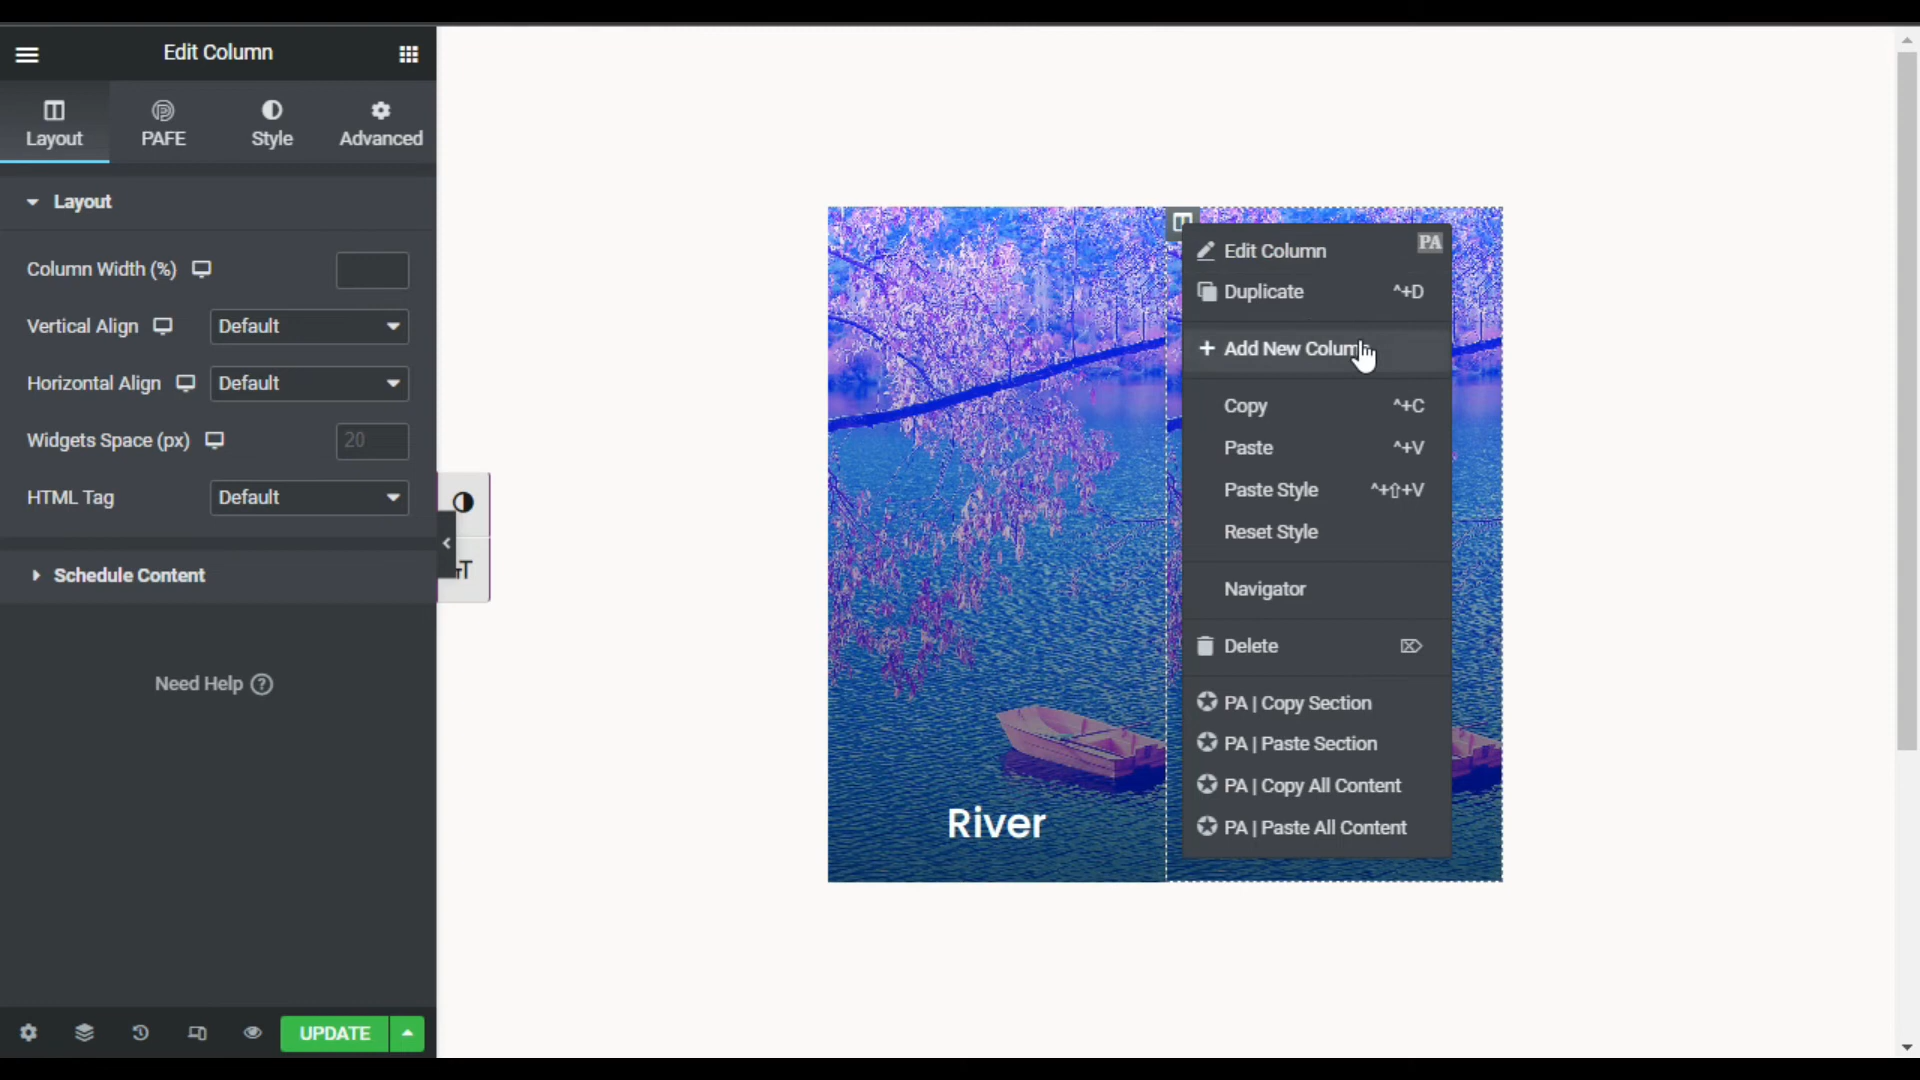 Edit Column
Layout
PAFE
Style
Advanced
Layout
Column Width (%)
Vertical Align
Default
Horizontal Align
Default
Widgets Space (px)
20
HTML Tag
Default
Schedule Content
Need Help
UPDATE
River
PA
Edit Column
Duplicate ^+D
+ Add New Column
Copy ^+C
Paste ^+V
Paste Style ^+⇧+V
Reset Style
Navigator
Delete ⌦
PA | Copy Section
PA | Paste Section
PA | Copy All Content
PA | Paste All Content